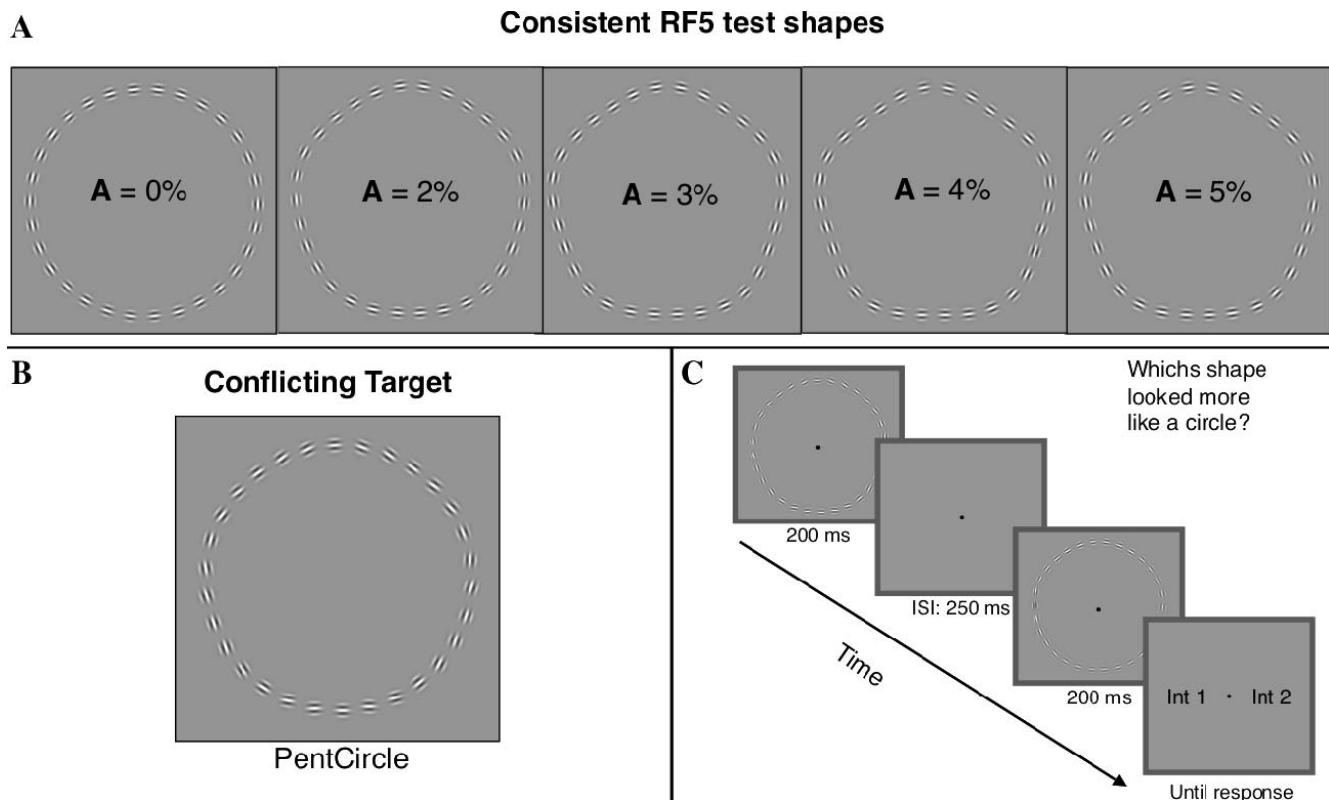 A
Consistent RF5 test shapes
A = 0%
A = 2%
A = 3%
A = 4%
A = 5%
B
Conflicting Target
PentCircle
C
Whichs shape
looked more
like a circle?
200 ms
ISI: 250 ms
200 ms
Int 1 Int 2
Until response
Time